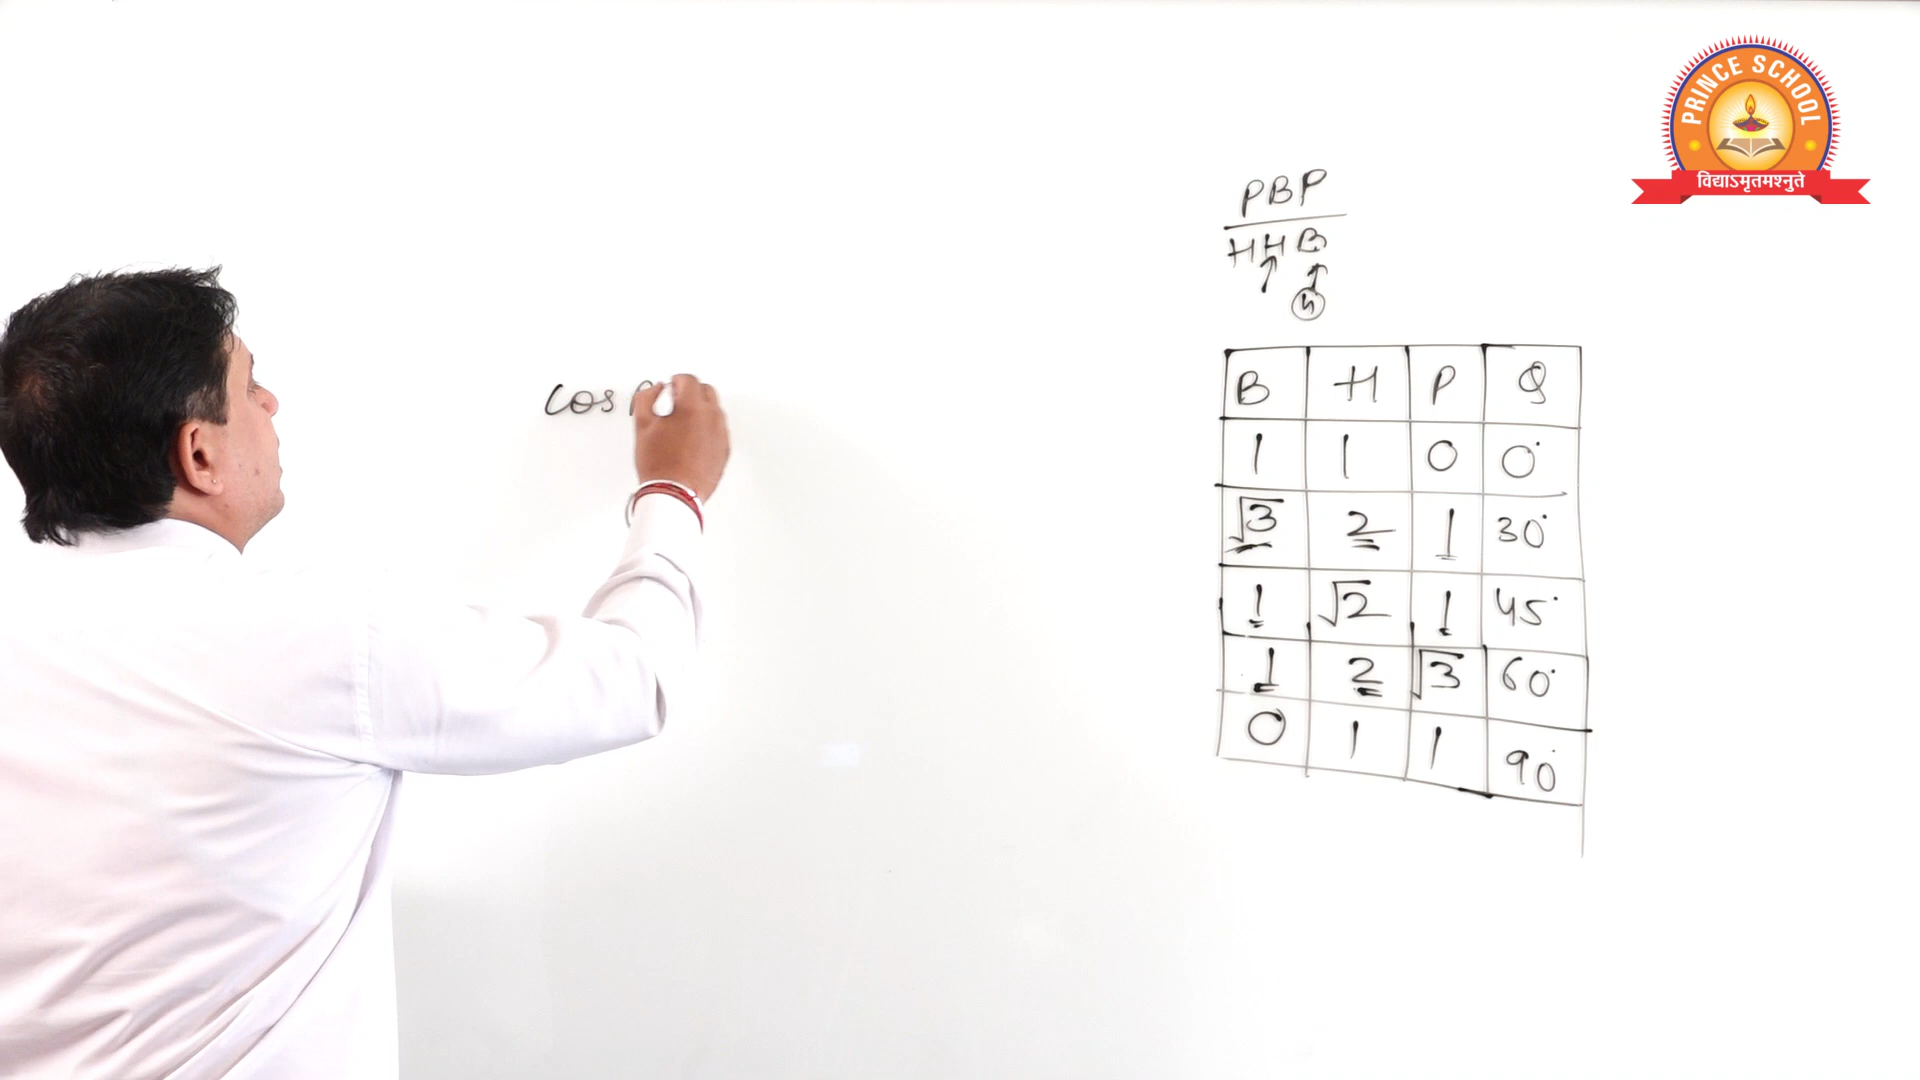 PRINCE SCHOOL
विद्याऽमृतमश्नुते
PBP
HHB
cos
B H P Q
1 1 0 0°
√3 2 1 30°
1 √2 1 45°
1 2 √3 60°
0 1 1 90°